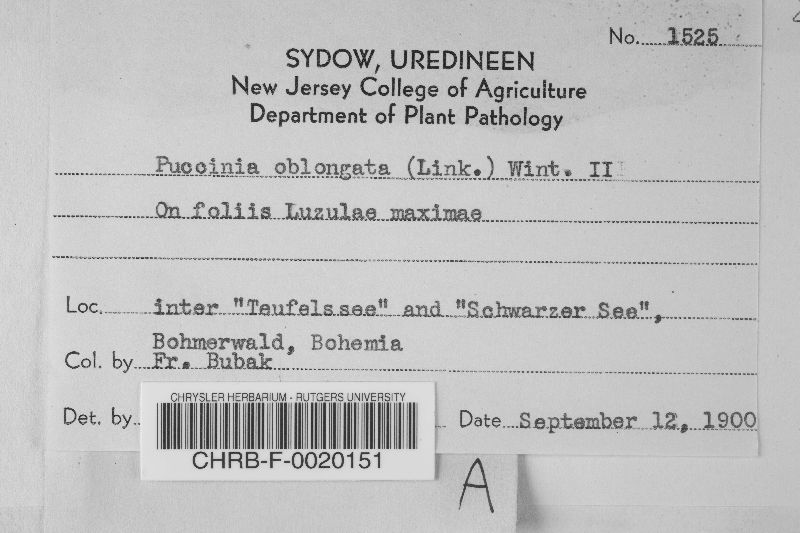 No. 1525
SYDOW, UREDINEEN
New Jersey College of Agriculture
Department of Plant Pathology
Puccinia oblongata (Link.) Wint. II
On foliis Luzulae maximae
Loc. inter "Teufelssee" and "Schwarzer See",
Bohmerwald, Bohemia
Col. by Fr. Bubak
Det. by
Date September 12, 1900
CHRYSLER HERBARIUM - RUTGERS UNIVERSITY
CHRB-F-0020151
A